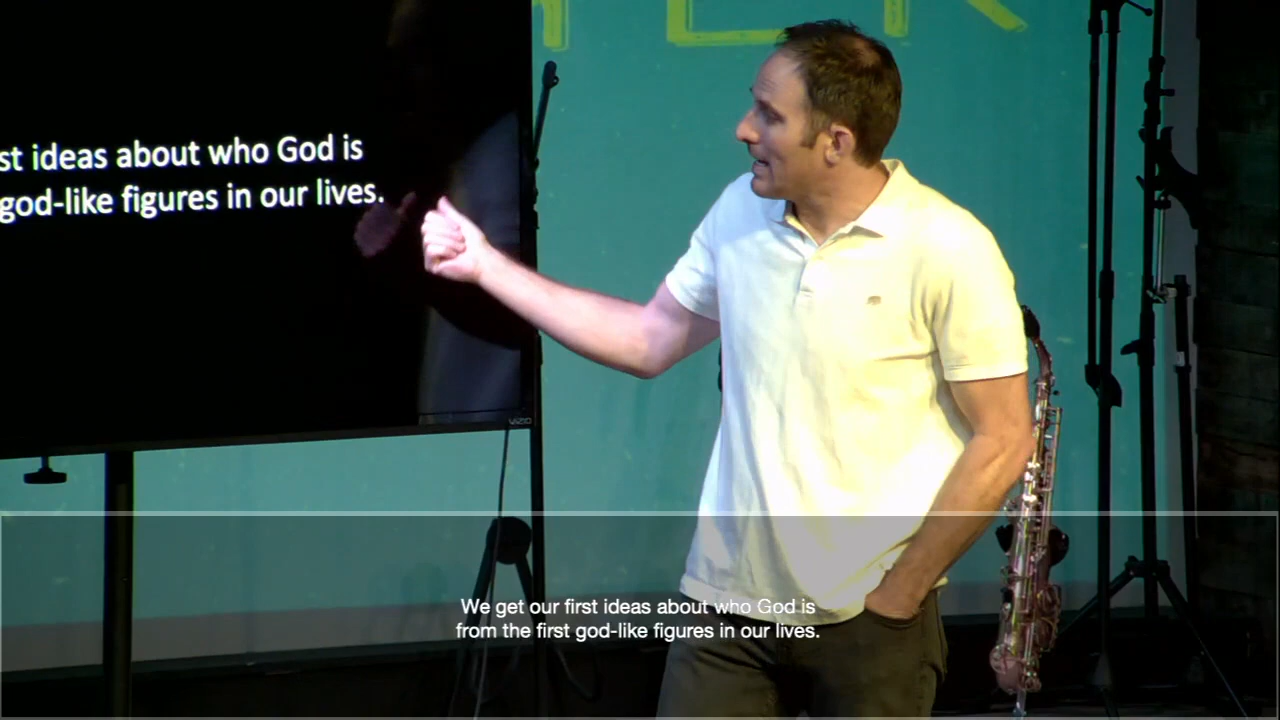 st ideas about who God is
god-like figures in our lives.
VIZIO
We get our first ideas about who God is
from the first god-like figures in our lives.